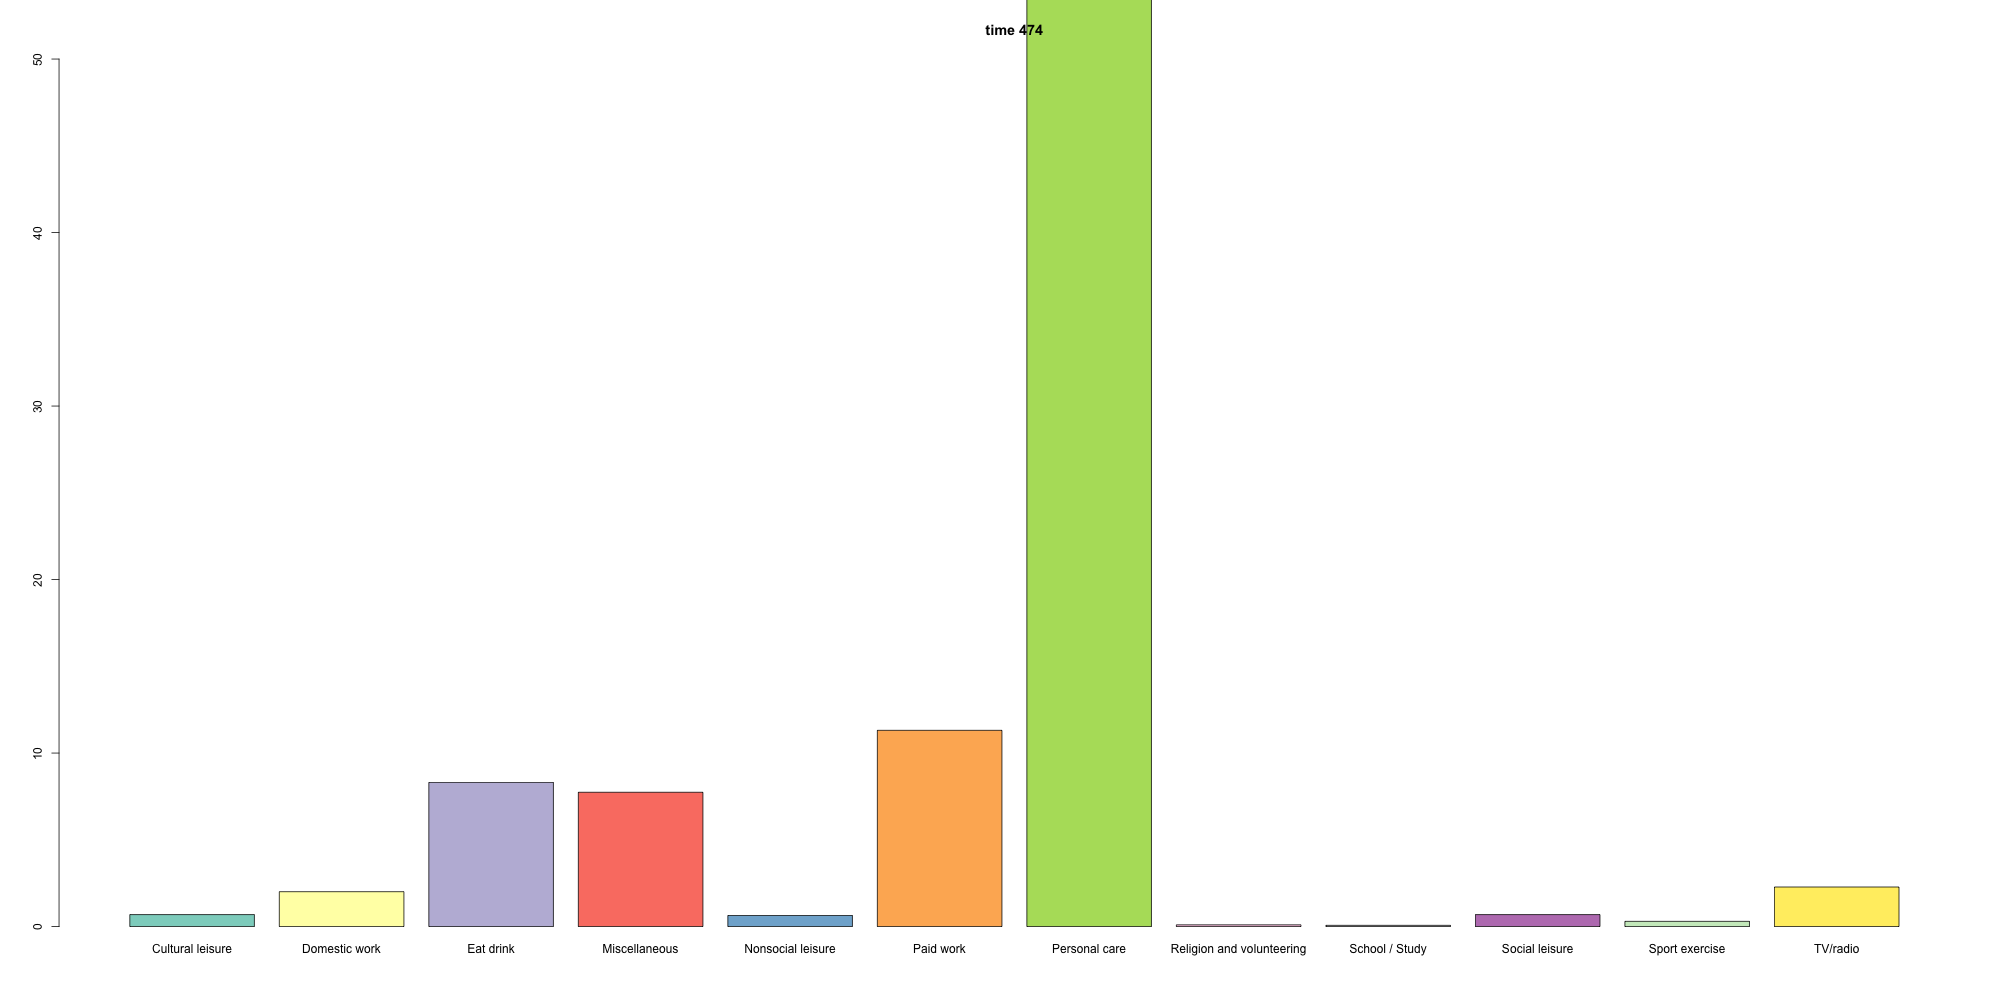 time 474
50
40
30
20
10
0
Cultural leisure
Domestic work
Eat drink
Miscellaneous
Nonsocial leisure
Paid work
Personal care
Religion and volunteering
School / Study
Social leisure
Sport exercise
TV/radio